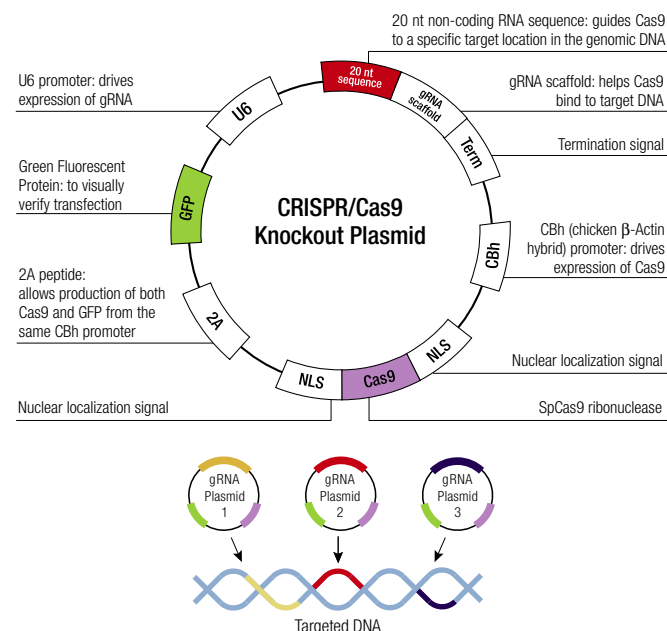 20 nt non-coding RNA sequence: guides Cas9
to a specific target location in the genomic DNA
U6 promoter: drives
expression of gRNA
gRNA scaffold: helps Cas9
bind to target DNA
Termination signal
Green Fluorescent
Protein: to visually
verify transfection
CBh (chicken β-Actin
hybrid) promoter: drives
expression of Cas9
2A peptide:
allows production of both
Cas9 and GFP from the
same CBh promoter
Nuclear localization signal
Nuclear localization signal
SpCas9 ribonuclease
20 nt
sequence
gRNA
scaffold
Term
CBh
NLS
Cas9
NLS
2A
GFP
U6
CRISPR/Cas9
Knockout Plasmid
gRNA
Plasmid
1
gRNA
Plasmid
2
gRNA
Plasmid
3
Targeted DNA